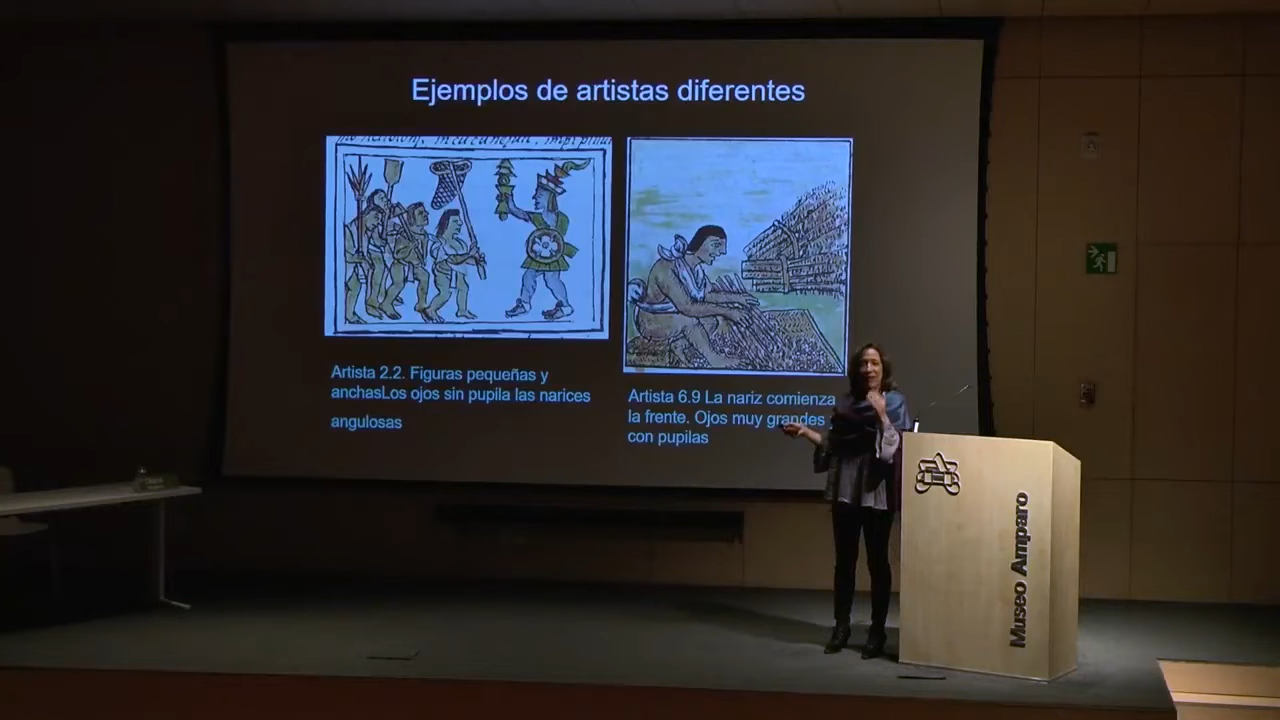 Ejemplos de artistas diferentes
Artista 2.2. Figuras pequeñas y
anchasLos ojos sin pupila las narices
angulosas
Artista 6.9 La nariz comienza
la frente. Ojos muy grandes
con pupilas
Museo Amparo